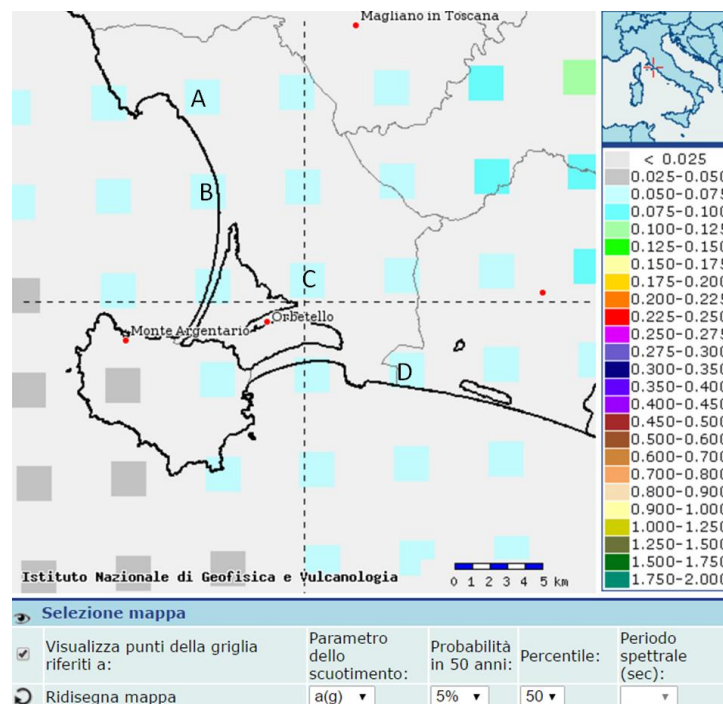 Magliano in Toscana
A
B
C
Orbetello
Monte Argentario
D
Istituto Nazionale di Geofisica e Vulcanologia
0 1 2 3 4 5 km
< 0.025
0.025-0.050
0.050-0.075
0.075-0.100
0.100-0.125
0.125-0.150
0.150-0.175
0.175-0.200
0.200-0.225
0.225-0.250
0.250-0.275
0.275-0.300
0.300-0.350
0.350-0.400
0.400-0.450
0.450-0.500
0.500-0.600
0.600-0.700
0.700-0.800
0.800-0.900
0.900-1.000
1.000-1.250
1.250-1.500
1.500-1.750
1.750-2.000
Selezione mappa
Visualizza punti della griglia riferiti a:
Parametro dello scuotimento:
Probabilità in 50 anni:
Percentile:
Periodo spettrale (sec):
Ridisegna mappa
a(g)
5%
50